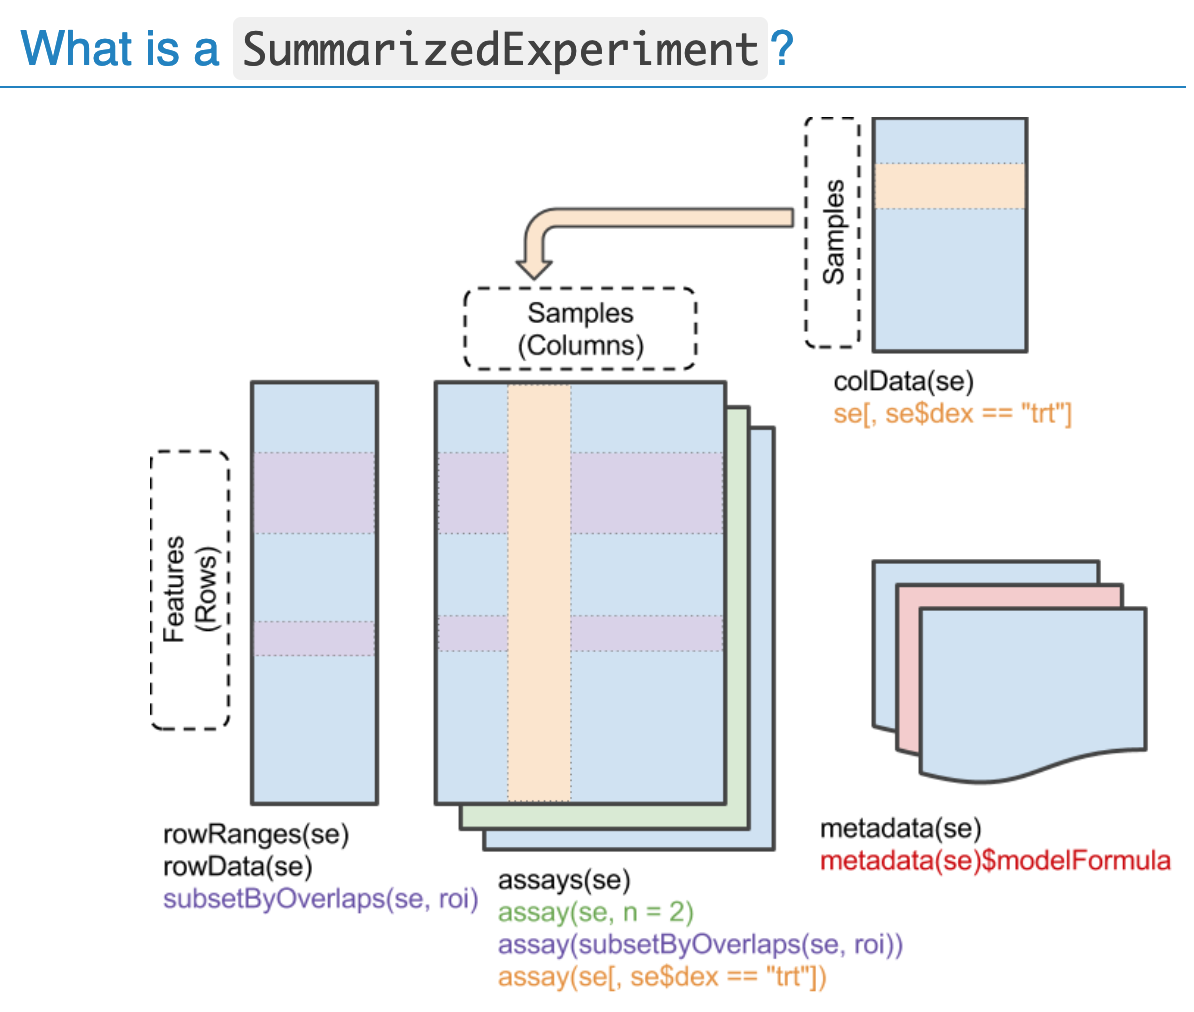 What is a SummarizedExperiment?
Samples
colData(se)
se[, se$dex == "trt"]
Samples
(Columns)
Features
(Rows)
rowRanges(se)
rowData(se)
subsetByOverlaps(se, roi)
assays(se)
assay(se, n = 2)
assay(subsetByOverlaps(se, roi))
assay(se[, se$dex == "trt"])
metadata(se)
metadata(se)$modelFormula